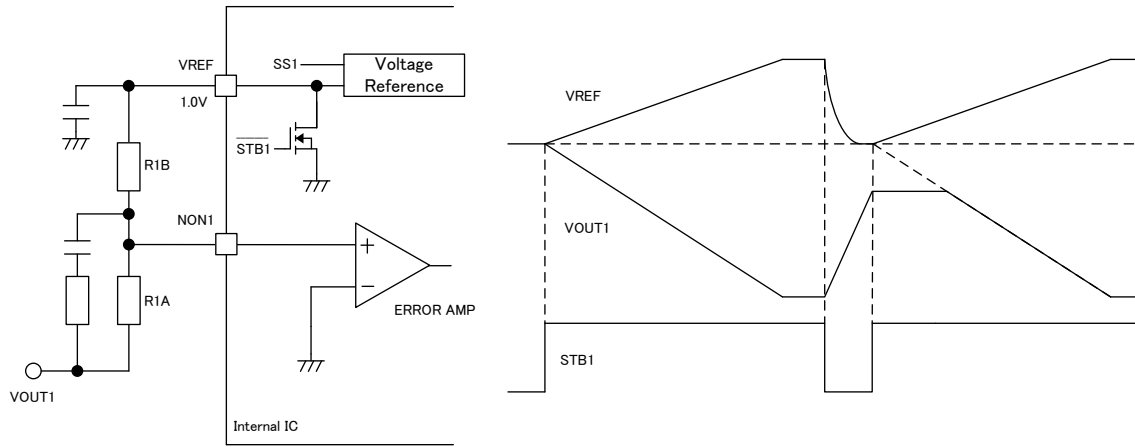 VREF
1.0V
SS1
Voltage
Reference
STB1
R1B
NON1
+
−
R1A
ERROR AMP
VOUT1
Internal IC
VREF
VOUT1
STB1